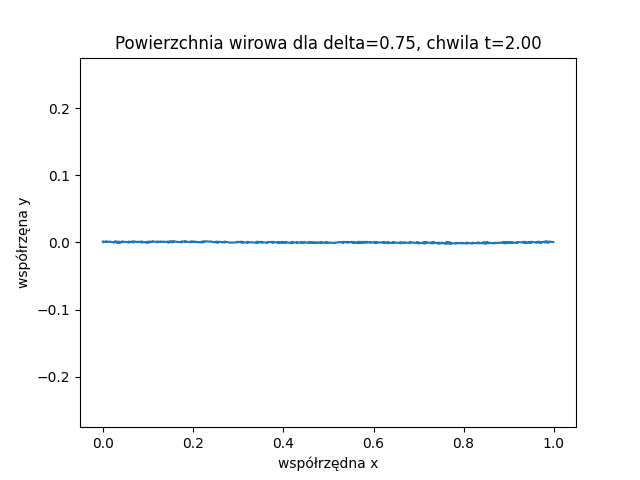 Powierzchnia wirowa dla delta=0.75, chwila t=2.00
0.2
0.1
0.0
−0.1
−0.2
współrzęna y
0.0 0.2 0.4 0.6 0.8 1.0
współrzędna x